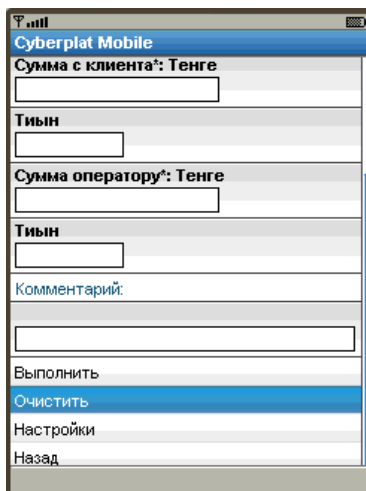 Cyberplat Mobile
Сумма с клиента*: Тенге
Тиын
Сумма оператору*: Тенге
Тиын
Комментарий:
Выполнить
Очистить
Настройки
Назад